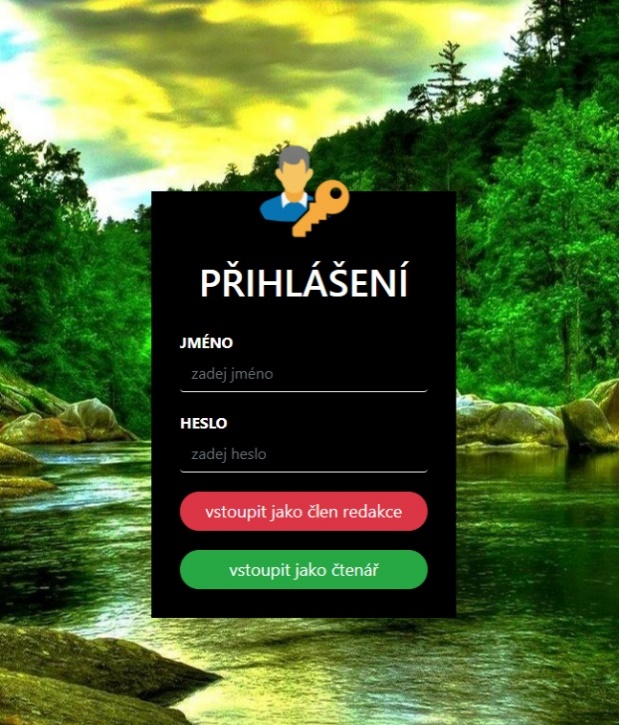 PŘIHLÁŠENÍ
JMÉNO
zadej jméno
HESLO
zadej heslo
vstoupit jako člen redakce
vstoupit jako čtenář